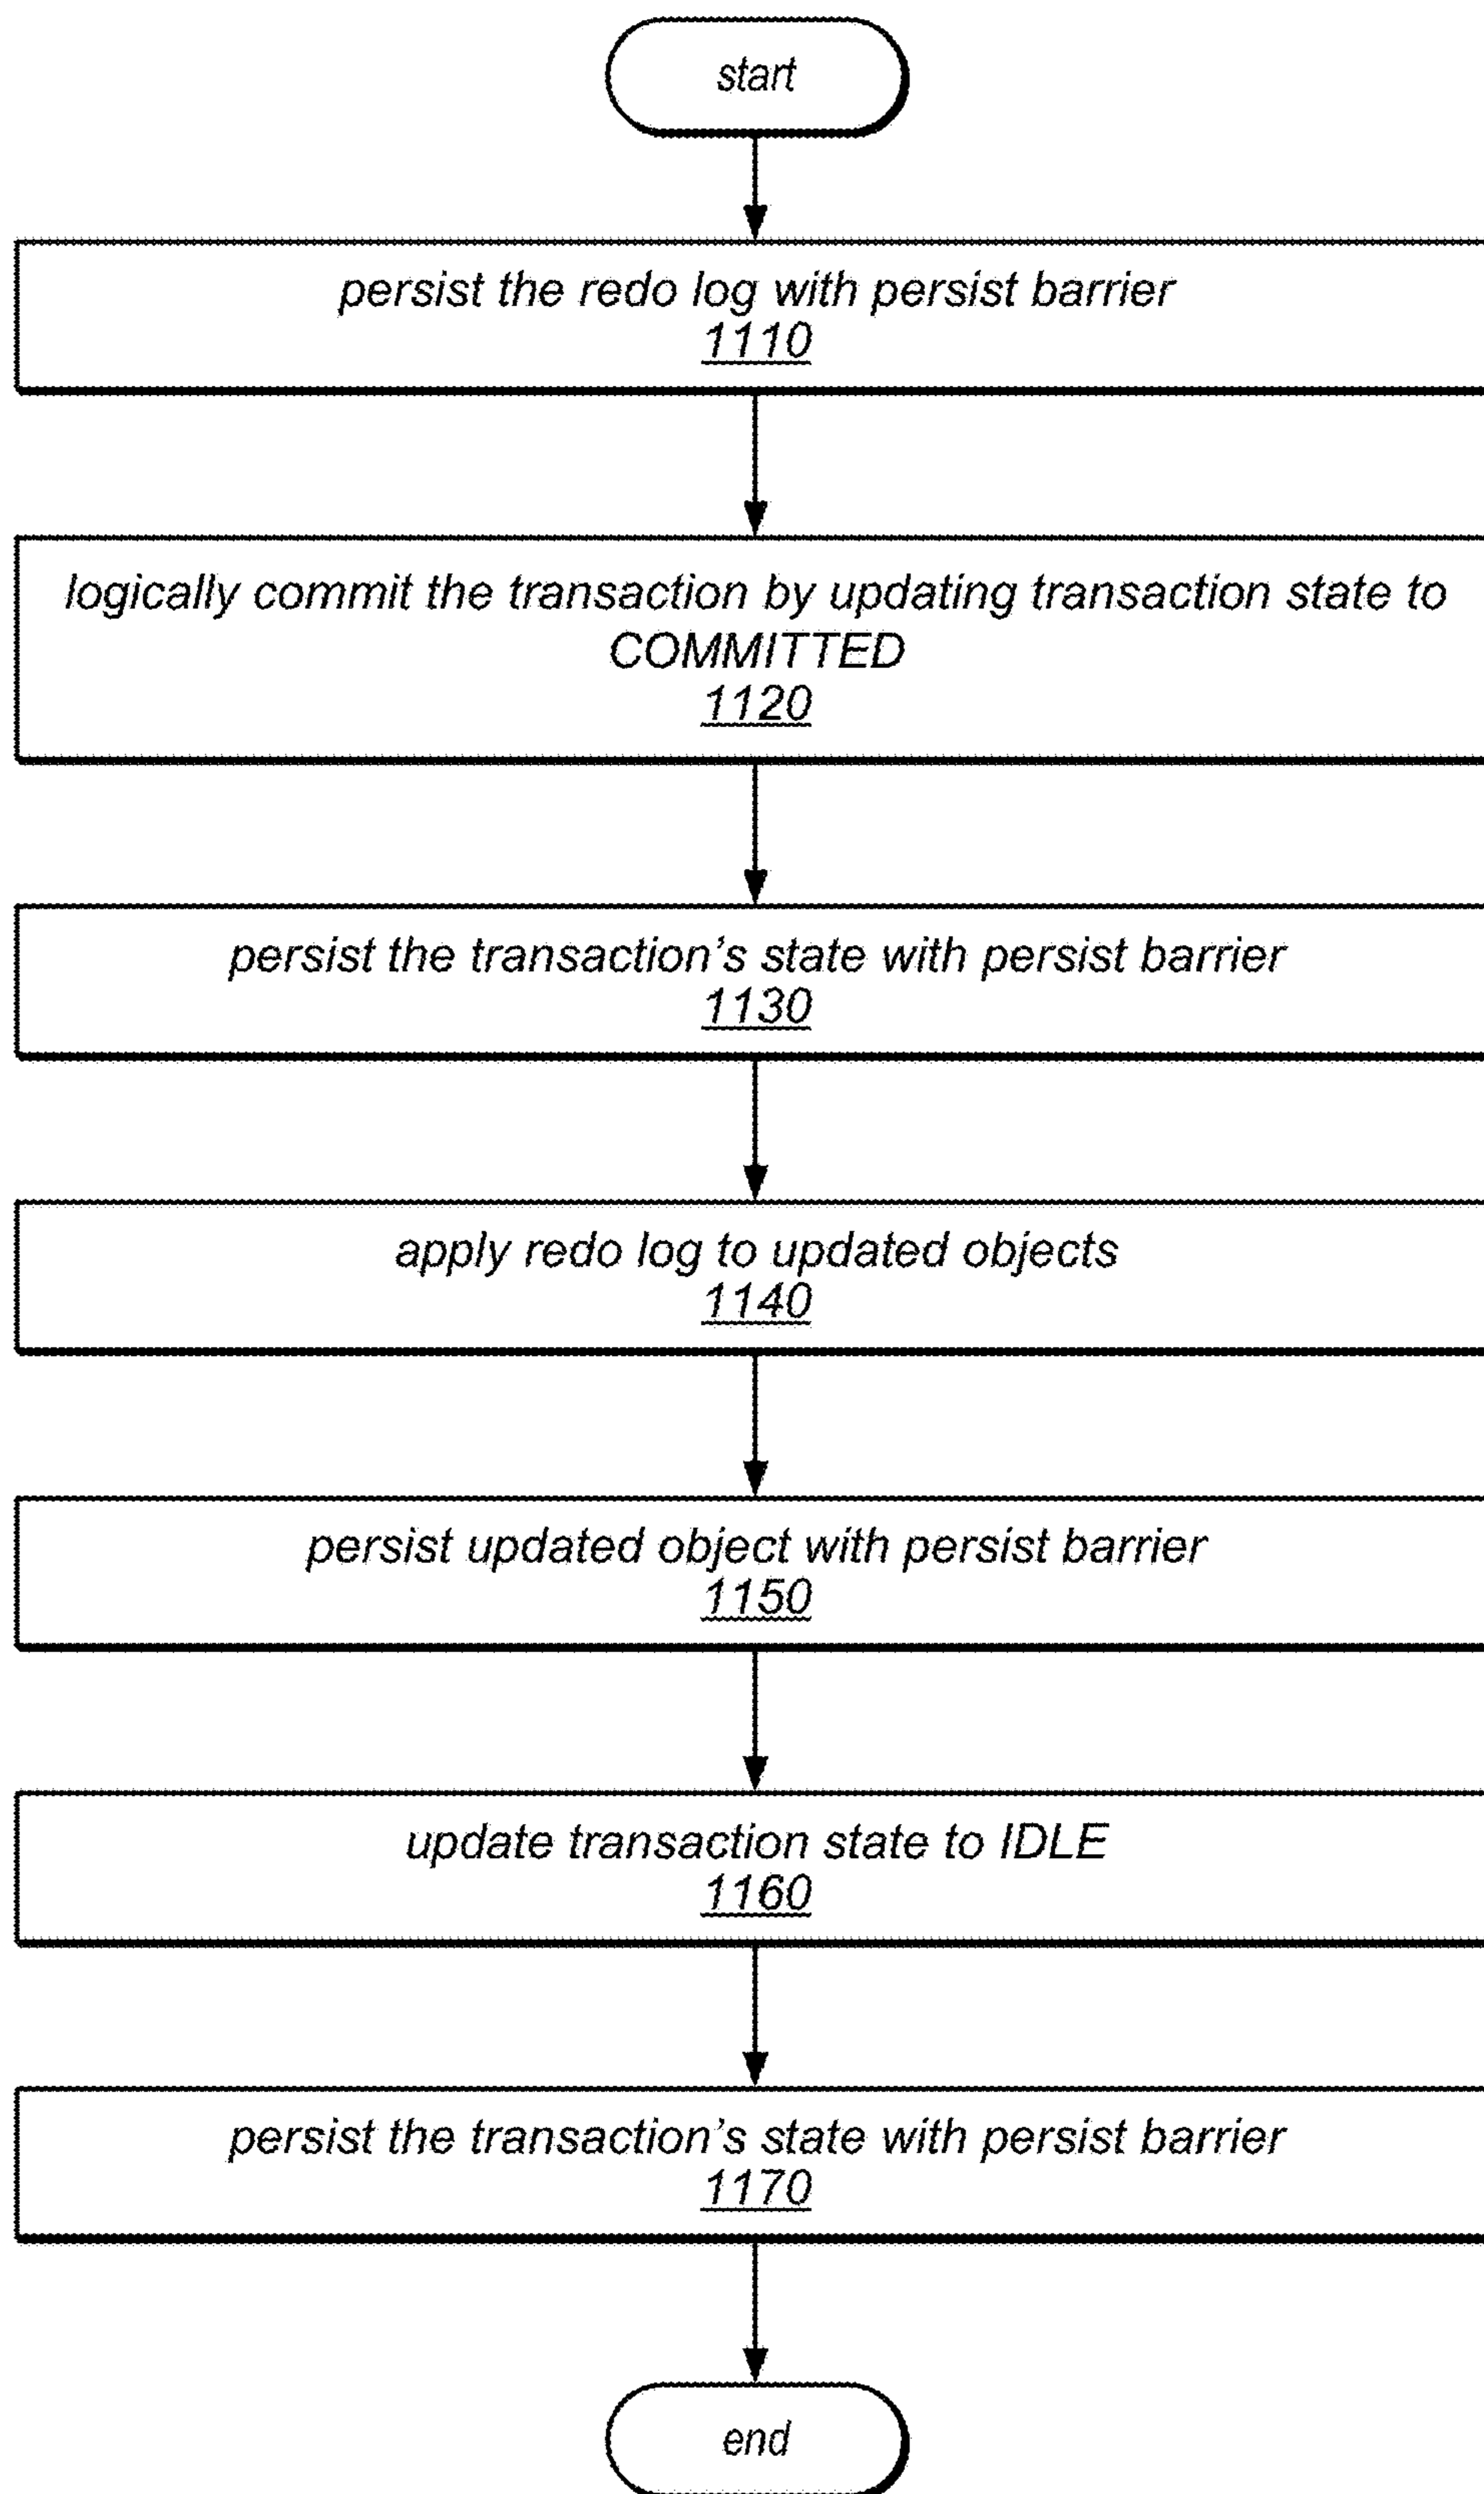 start
persist the redo log with persist barrier
1110
logically commit the transaction by updating transaction state to
COMMITTED
1120
persist the transaction's state with persist barrier
1130
apply redo log to updated objects
1140
persist updated object with persist barrier
1150
update transaction state to IDLE
1160
persist the transaction's state with persist barrier
1170
end